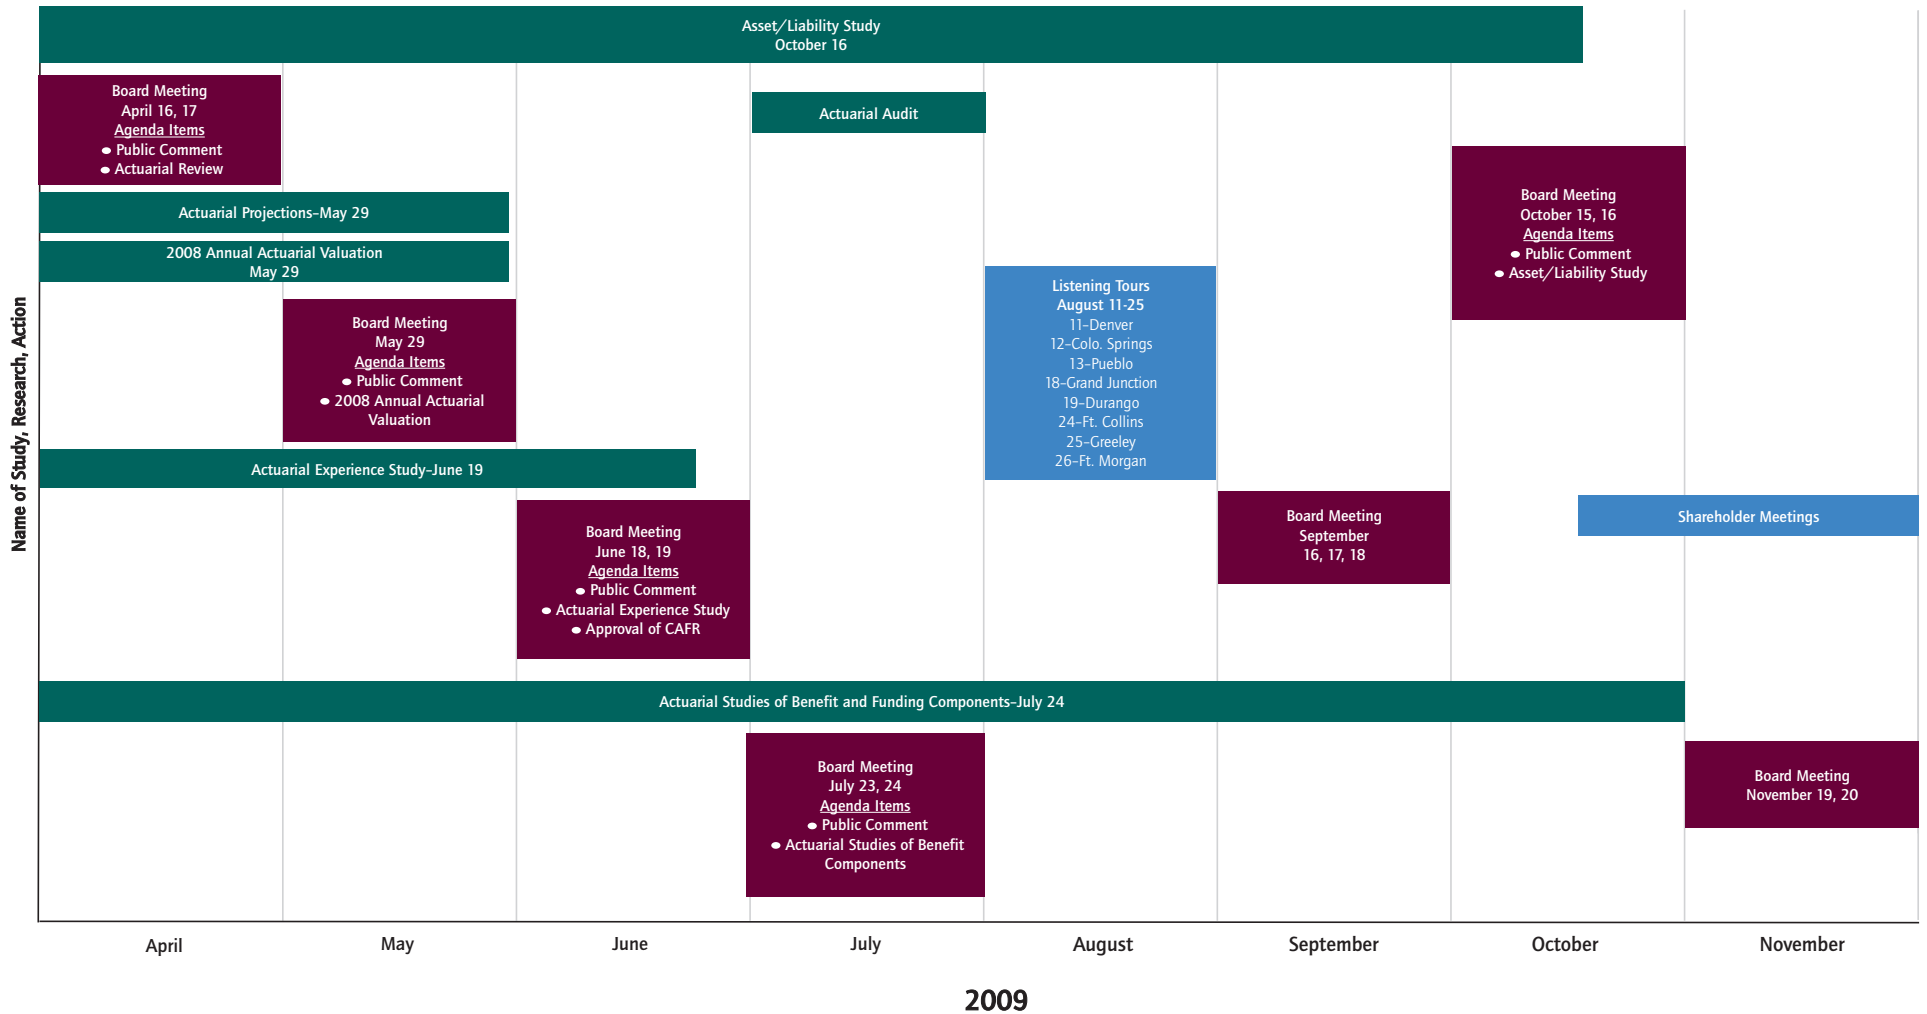 Asset/Liability Study
October 16
Board Meeting
April 16, 17
Agenda Items
● Public Comment
● Actuarial Review
Actuarial Audit
Board Meeting
October 15, 16
Agenda Items
● Public Comment
● Asset/Liability Study
Actuarial Projections–May 29
2008 Annual Actuarial Valuation
May 29
Listening Tours
August 11-25
11–Denver
12–Colo. Springs
13–Pueblo
18–Grand Junction
19–Durango
24–Ft. Collins
25–Greeley
26–Ft. Morgan
Board Meeting
May 29
Agenda Items
● Public Comment
● 2008 Annual Actuarial
Valuation
Name of Study, Research, Action
Actuarial Experience Study–June 19
Board Meeting
June 18, 19
Agenda Items
● Public Comment
● Actuarial Experience Study
● Approval of CAFR
Board Meeting
September
16, 17, 18
Shareholder Meetings
Actuarial Studies of Benefit and Funding Components–July 24
Board Meeting
July 23, 24
Agenda Items
● Public Comment
● Actuarial Studies of Benefit
Components
Board Meeting
November 19, 20
April
May
June
July
August
September
October
November
2009